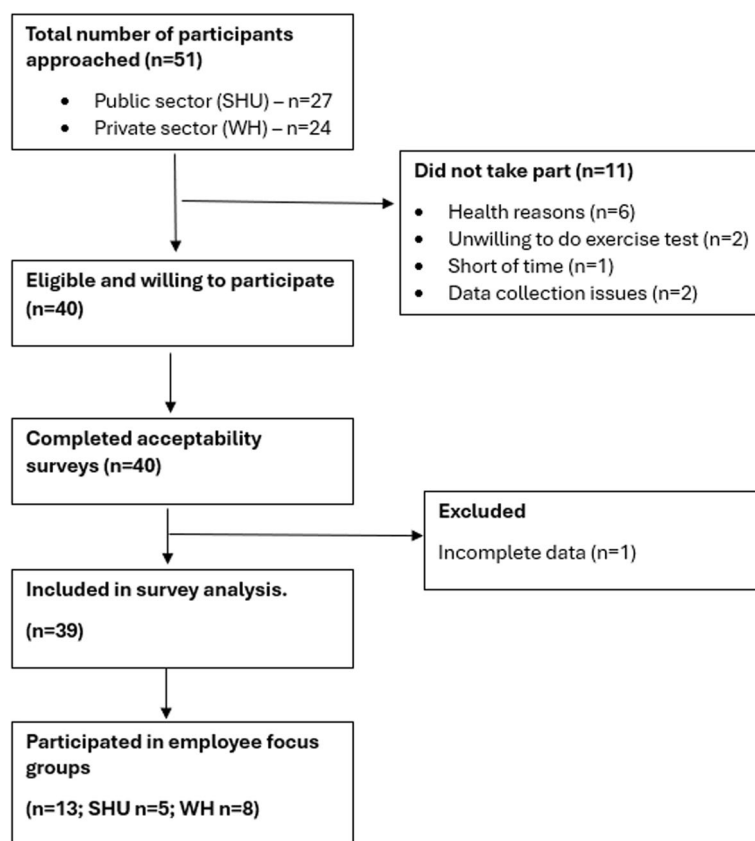 Total number of participants
approached (n=51)
• Public sector (SHU) – n=27
• Private sector (WH) – n=24
Did not take part (n=11)
• Health reasons (n=6)
• Unwilling to do exercise test (n=2)
• Short of time (n=1)
• Data collection issues (n=2)
Eligible and willing to participate
(n=40)
Completed acceptability
surveys (n=40)
Excluded
Incomplete data (n=1)
Included in survey analysis.
(n=39)
Participated in employee focus
groups
(n=13; SHU n=5; WH n=8)